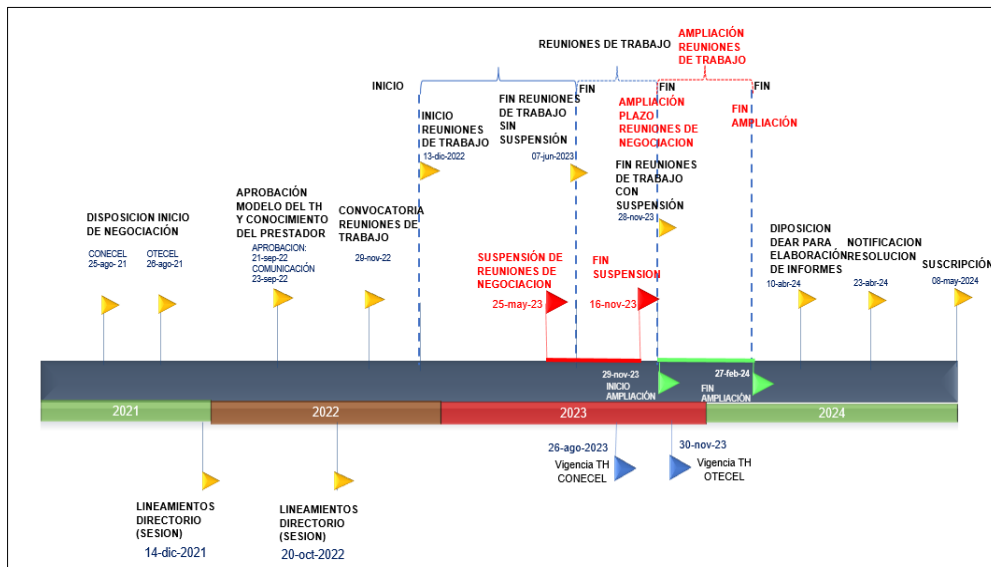 AMPLIACIÓN
REUNIONES
DE TRABAJO
REUNIONES DE TRABAJO
INICIO
FIN
FIN
FIN
INICIO
REUNIONES
DE TRABAJO
13-dic-2022
FIN REUNIONES
DE TRABAJO
SIN
SUSPENSIÓN
07-jun-2023
AMPLIACIÓN
PLAZO
REUNIONES DE
NEGOCIACION
FIN
AMPLIACIÓN
FIN REUNIONES
DE TRABAJO
CON
SUSPENSIÓN
28-nov-23
DISPOSICION INICIO
DE NEGOCIACIÓN
CONECEL
25-ago- 21
OTECEL
26-ago-21
APROBACIÓN
MODELO DEL TH
Y CONOCIMIENTO
DEL PRESTADOR
APROBACION:
21-sep-22
COMUNICACIÓN
23-sep-22
CONVOCATORIA
REUNIONES DE
TRABAJO
29-nov-22
SUSPENSIÓN DE
REUNIONES DE
NEGOCIACION
25-may-23
FIN
SUSPENSION
16-nov-23
DIPOSICION
DEAR PARA
ELABORACIÓN
DE INFORMES
10-abr-24
NOTIFICACION
RESOLUCION
23-abr-24
SUSCRIPCIÓN
08-may-2024
29-nov-23
INICIO
AMPLIACIÓN
27-feb-24
FIN
AMPLIACIÓN
2021
2022
2023
2024
26-ago-2023
Vigencia TH
CONECEL
30-nov-23
Vigencia TH
OTECEL
LINEAMIENTOS
DIRECTORIO
(SESION)
14-dic-2021
LINEAMIENTOS
DIRECTORIO
(SESION)
20-oct-2022